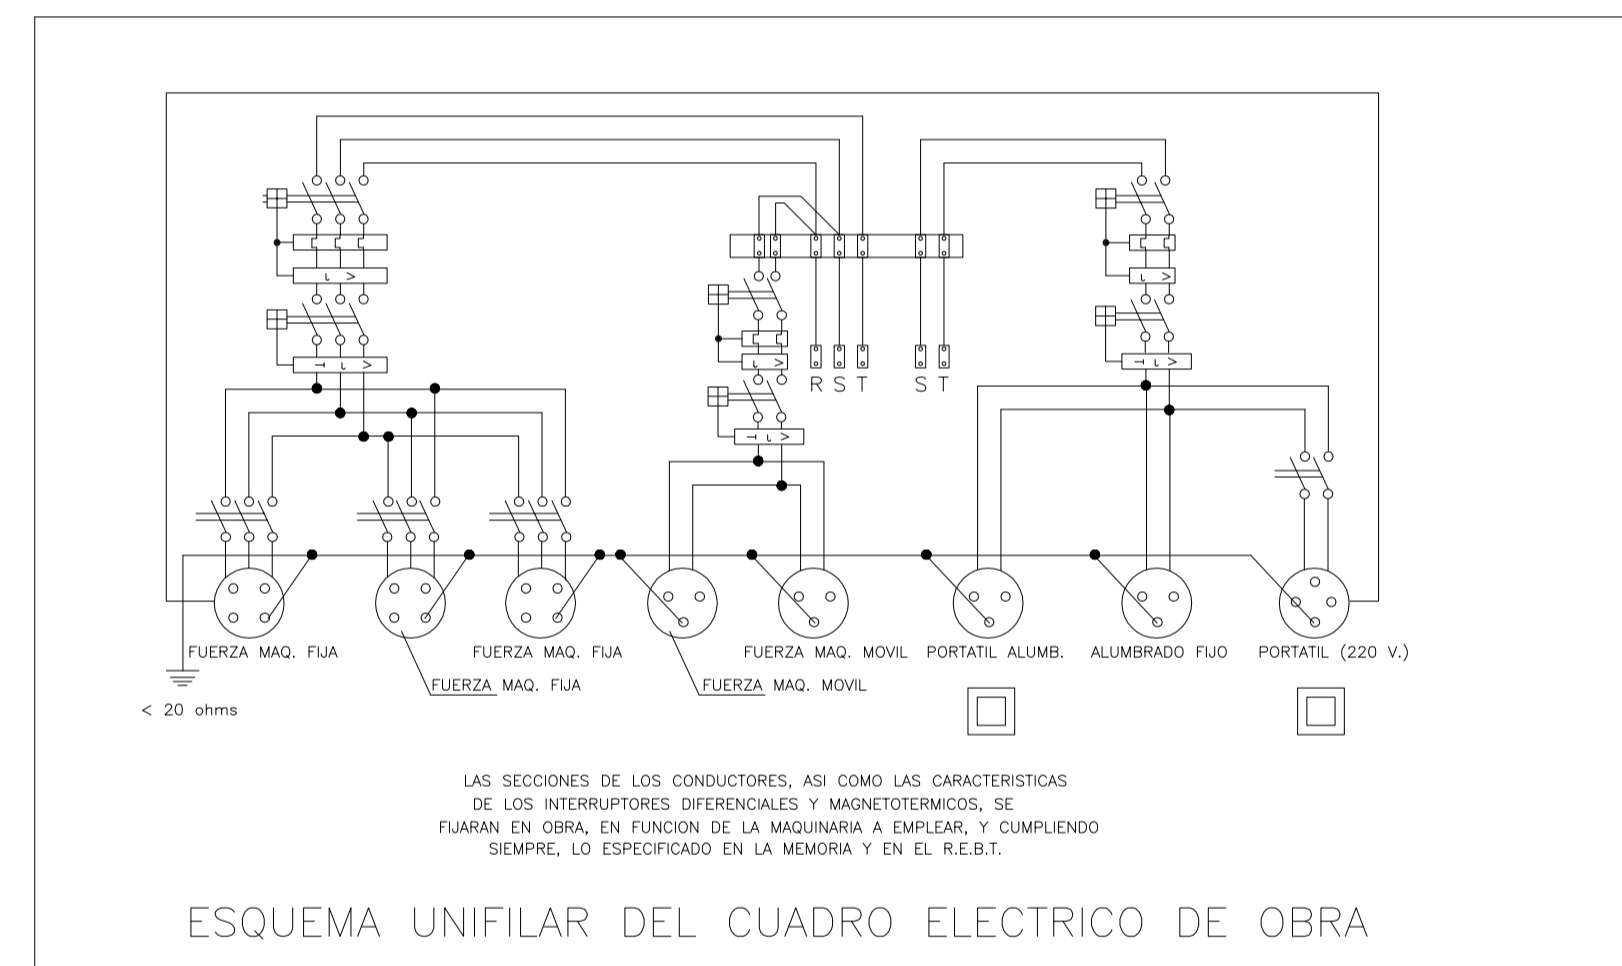 R S T S T
FUERZA MAQ. FIJA FUERZA MAQ. FIJA FUERZA MAQ. MOVIL PORTATIL ALUMB. ALUMBRADO FIJO PORTATIL (220 V.)
FUERZA MAQ. FIJA FUERZA MAQ. MOVIL
< 20 ohms
LAS SECCIONES DE LOS CONDUCTORES, ASI COMO LAS CARACTERISTICAS
DE LOS INTERRUPTORES DIFERENCIALES Y MAGNETOTERMICOS, SE
FIJARAN EN OBRA, EN FUNCION DE LA MAQUINARIA A EMPLEAR, Y CUMPLIENDO
SIEMPRE, LO ESPECIFICADO EN LA MEMORIA Y EN EL R.E.B.T.
ESQUEMA UNIFILAR DEL CUADRO ELECTRICO DE OBRA